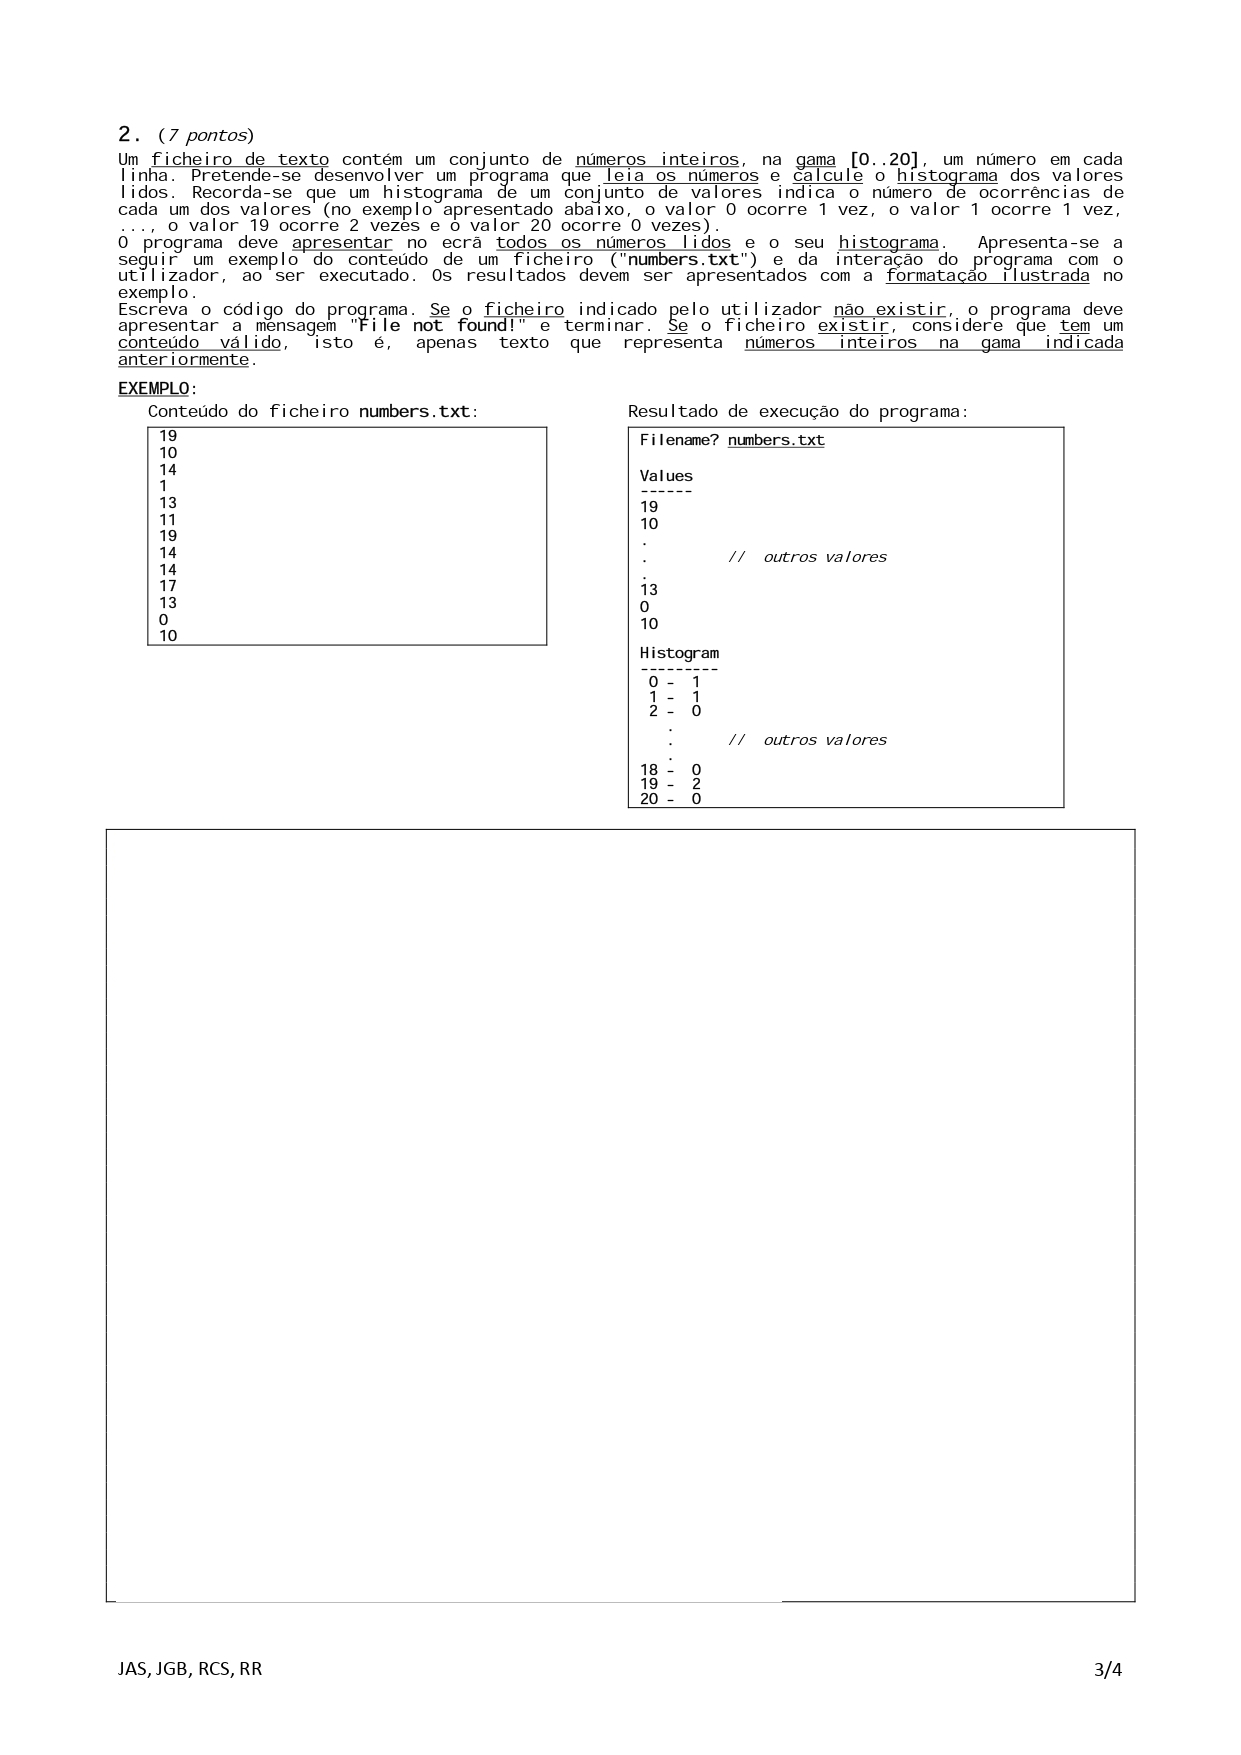 2. (7 pontos)
Um ficheiro de texto contém um conjunto de números inteiros, na gama [0..20], um número em cada
linha. Pretende-se desenvolver um programa que leia os números e calcule o histograma dos valores
lidos. Recorda-se que um histograma de um conjunto de valores indica o número de ocorrências de
cada um dos valores (no exemplo apresentado abaixo, o valor 0 ocorre 1 vez, o valor 1 ocorre 1 vez,
..., o valor 19 ocorre 2 vezes e o valor 20 ocorre 0 vezes).
O programa deve apresentar no ecrã todos os números lidos e o seu histograma. Apresenta-se a
seguir um exemplo do conteúdo de um ficheiro ("numbers.txt") e da interação do programa com o
utilizador, ao ser executado. Os resultados devem ser apresentados com a formatação ilustrada no
exemplo.
Escreva o código do programa. Se o ficheiro indicado pelo utilizador não existir, o programa deve
apresentar a mensagem "File not found!" e terminar. Se o ficheiro existir, considere que tem um
conteúdo válido, isto é, apenas texto que representa números inteiros na gama indicada
anteriormente.
EXEMPLO:
Conteúdo do ficheiro numbers.txt:
19
10
14
1
13
11
19
14
14
17
13
0
10
Resultado de execução do programa:
Filename? numbers.txt
Values
------
19
10
.
. // outros valores
.
13
0
10
Histogram
---------
0 - 1
1 - 1
2 - 0
.
. // outros valores
.
18 - 0
19 - 2
20 - 0
JAS, JGB, RCS, RR
3/4